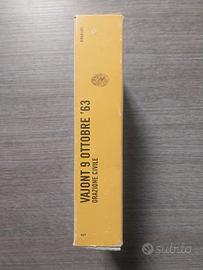 VAJONT 9 OTTOBRE '63
ORAZIONE CIVILE
subito